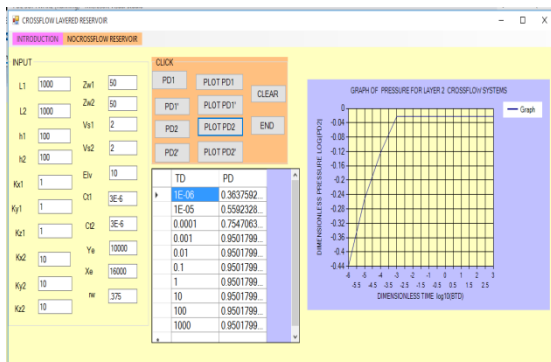 CROSSFLOW LAYERED RESERVOIR
INTRODUCTION NOCROSSFLOW RESERVOIR
INPUT
L1 1000 Zw1 50
L2 1000 Zw2 50
h1 100 Vs1 2
h2 100 Vs2 2
Kx1 1 Elv 10
Ky1 1 Ct1 3E-6
Kz1 1 Ct2 3E-6
Kx2 10 Ye 10000
Ky2 10 Xe 16000
Kz2 10 rw 375
CLICK
PD1 PLOT PD1
PD1' PLOT PD1'
PD2 PLOT PD2
PD2' PLOT PD2'
CLEAR
END
TD PD
1E-06 0.3637592...
1E-05 0.5592328...
0.0001 0.7547063...
0.001 0.9501799...
0.01 0.9501799...
0.1 0.9501799...
1 0.9501799...
10 0.9501799...
100 0.9501799...
1000 0.9501799...
GRAPH OF PRESSURE FOR LAYER 2 CROSSFLOW SYSTEMS
Graph
DIMENSIONLESS PRESSURE LOG(PD2)
0
-0.04
-0.08
-0.12
-0.16
-0.2
-0.24
-0.28
-0.32
-0.36
-0.4
-0.44
-6 -5 -4 -3 -2 -1 0 1 2 3
-5.5 -4.5 -3.5 -2.5 -1.5 -0.5 0.5 1.5 2.5
DIMENSIONLESS TIME log10(BTD)